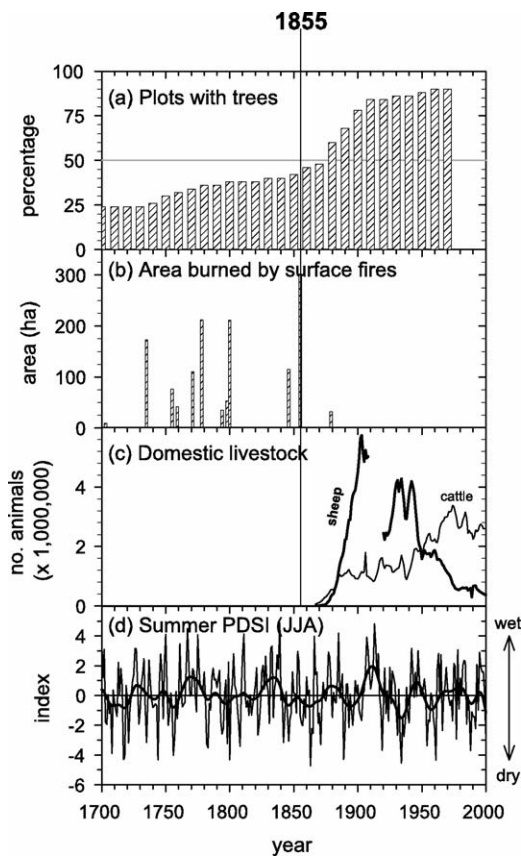 1855
(a) Plots with trees
percentage
100
75
50
25
0
(b) Area burned by surface fires
area (ha)
300
200
100
0
(c) Domestic livestock
no. animals
(x 1,000,000)
4
2
0
sheep
cattle
(d) Summer PDSI (JJA)
index
4
2
0
-2
-4
-6
wet
dry
1700 1750 1800 1850 1900 1950 2000
year